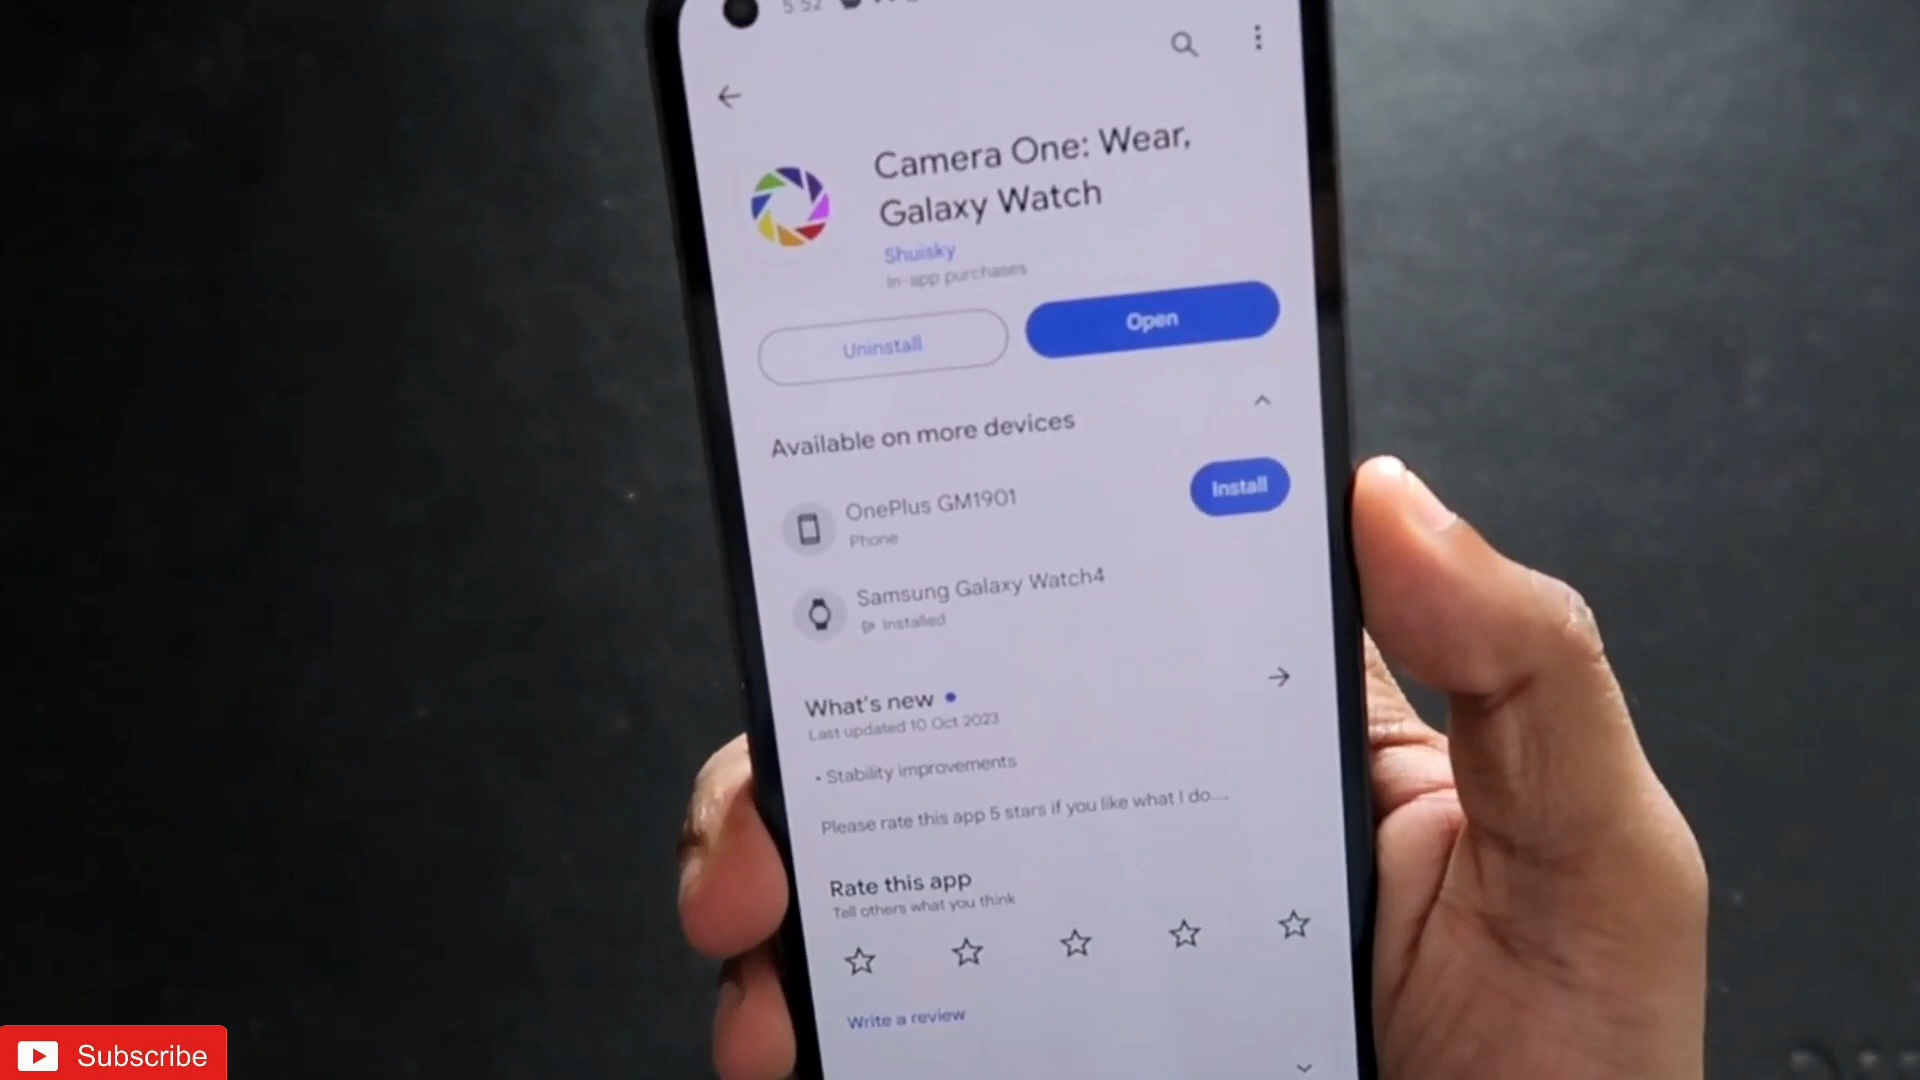 5:52
Camera One: Wear,
Galaxy Watch
Shuisky
In-app purchases
Uninstall
Open
Available on more devices
OnePlus GM1901
Phone
Install
Samsung Galaxy Watch4
Installed
What's new
Last updated 10 Oct 2023
• Stability improvements
Please rate this app 5 stars if you like what I do....
Rate this app
Tell others what you think
Write a review
Subscribe